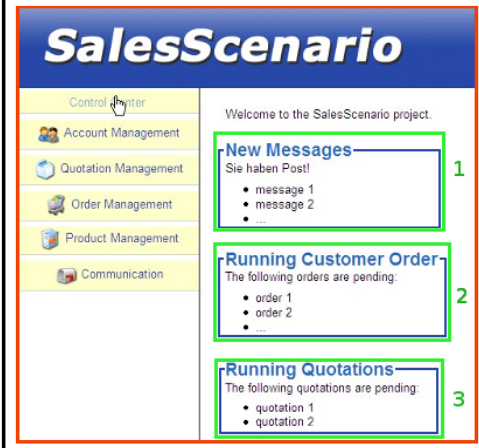 SalesScenario
Control Center
Account Management
Quotation Management
Order Management
Product Management
Communication
Welcome to the SalesScenario project.
New Messages
Sie haben Post!
• message 1
• message 2
• ...
1
Running Customer Order
The following orders are pending:
• order 1
• order 2
• ...
2
Running Quotations
The following quotations are pending:
• quotation 1
• quotation 2
3